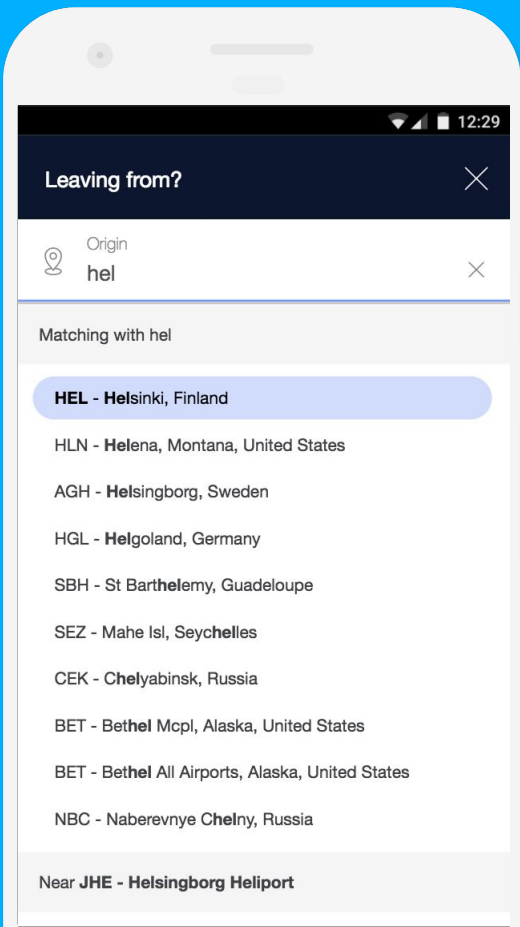 12:29
Leaving from?
Origin
hel
Matching with hel
HEL - Helsinki, Finland
HLN - Helena, Montana, United States
AGH - Helsingborg, Sweden
HGL - Helgoland, Germany
SBH - St Barthelemy, Guadeloupe
SEZ - Mahe Isl, Seychelles
CEK - Chelyabinsk, Russia
BET - Bethel Mcpl, Alaska, United States
BET - Bethel All Airports, Alaska, United States
NBC - Naberevnye Chelny, Russia
Near JHE - Helsingborg Heliport